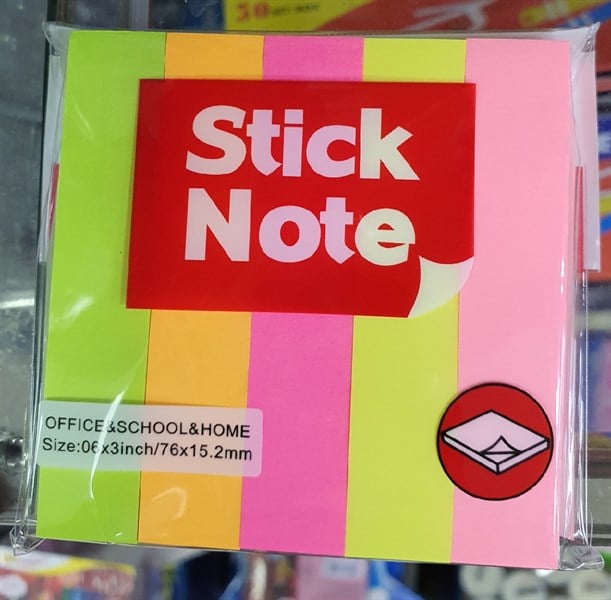 Stick
Note
OFFICE&SCHOOL&HOME
Size:06x3inch/76x15.2mm